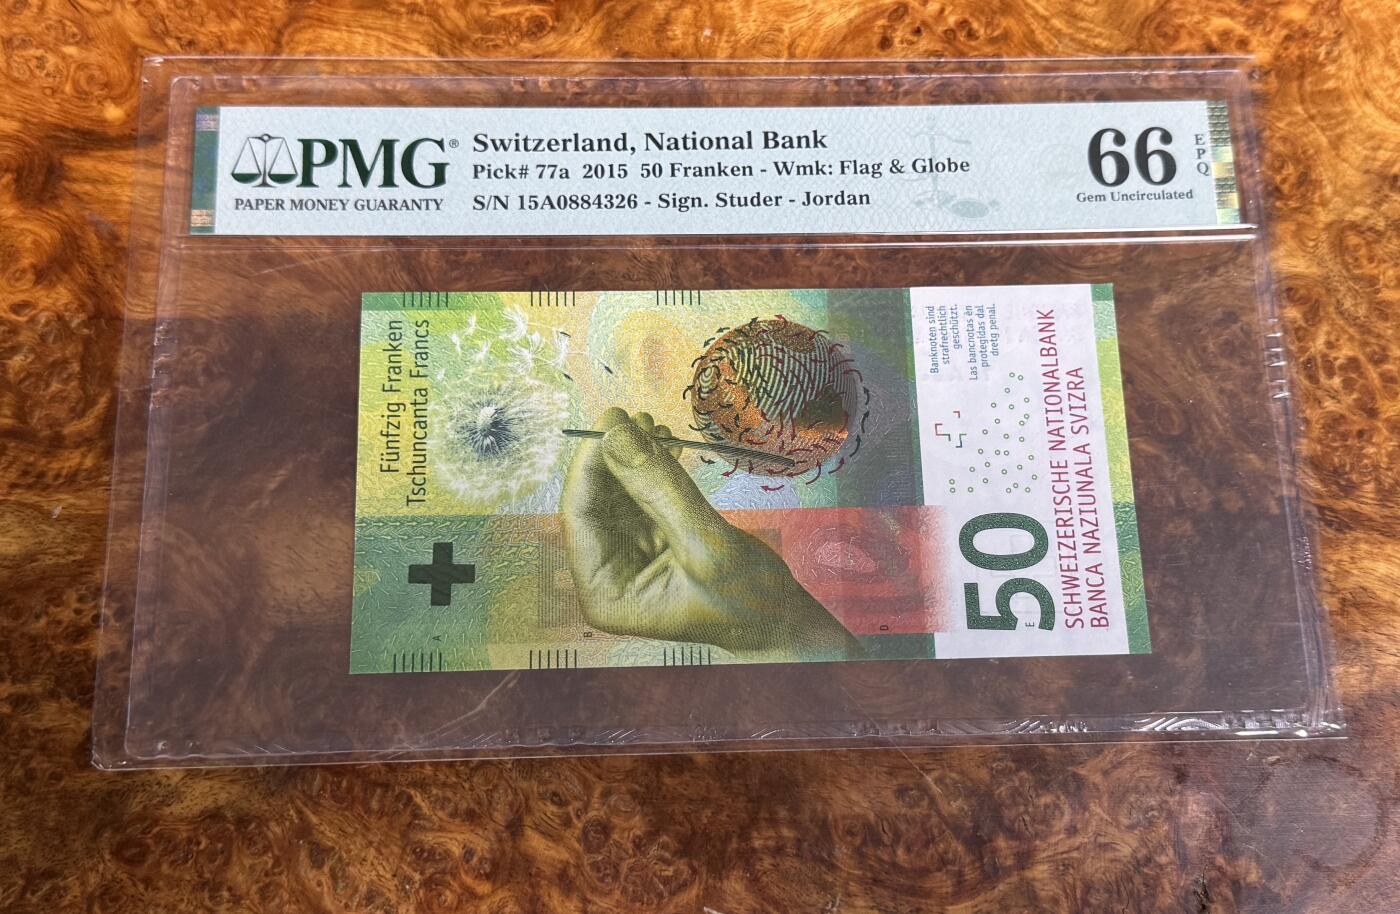 PMG®
PAPER MONEY GUARANTY
Switzerland, National Bank
Pick# 77a 2015 50 Franken - Wmk: Flag & Globe
S/N 15A0884326 - Sign. Studer - Jordan
66
EPQ
Gem Uncirculated
Fünfzig Franken
Tschuncanta Francs
Banknoten sind
strafrechtlich
geschützt.
Las bancnotas èn
protegidas dal
dretg penal.
50
SCHWEIZERISCHE NATIONALBANK
BANCA NAZIUNALA SVIZRA
A
B
D
E